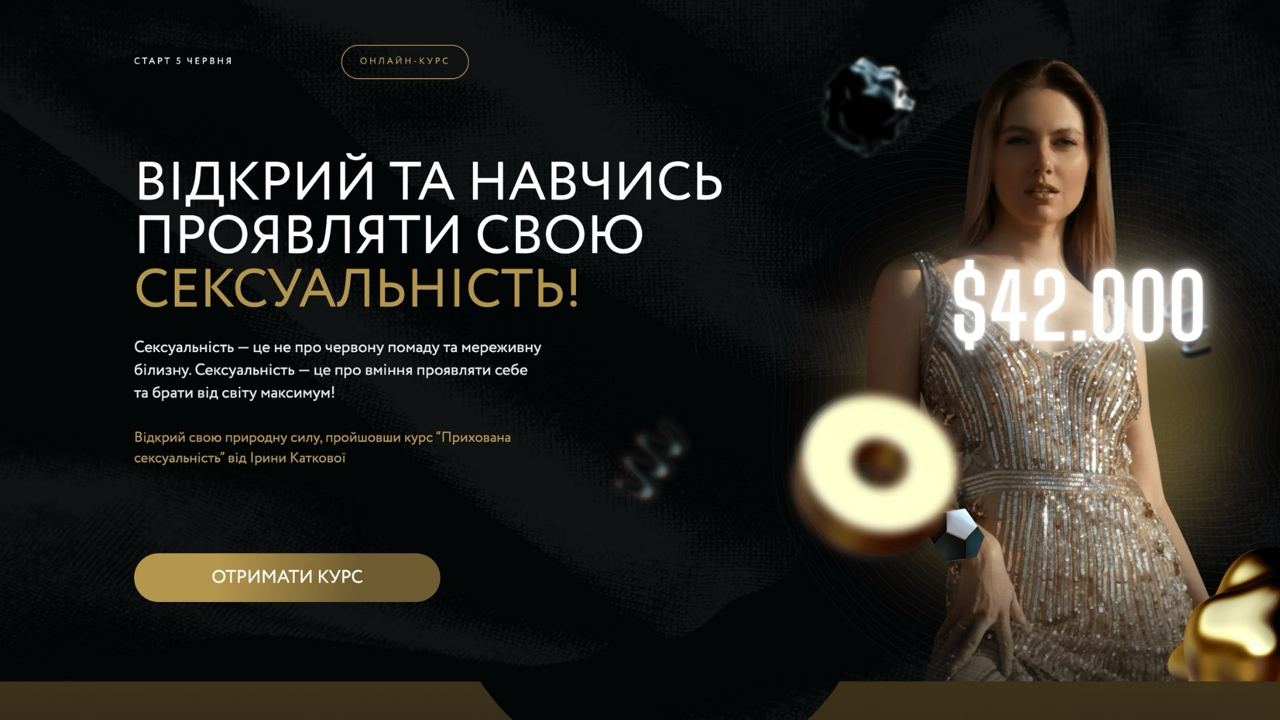 СТАРТ 5 ЧЕРВНЯ
ОНЛАЙН-КУРС
ВІДКРИЙ ТА НАВЧИСЬ
ПРОЯВЛЯТИ СВОЮ
СЕКСУАЛЬНІСТЬ!
Сексуальність — це не про червону помаду та мереживну
білизну. Сексуальність — це про вміння проявляти себе
та брати від світу максимум!
Відкрий свою природну силу, пройшовши курс "Прихована
сексуальність" від Ірини Каткової
ОТРИМАТИ КУРС
$42.000